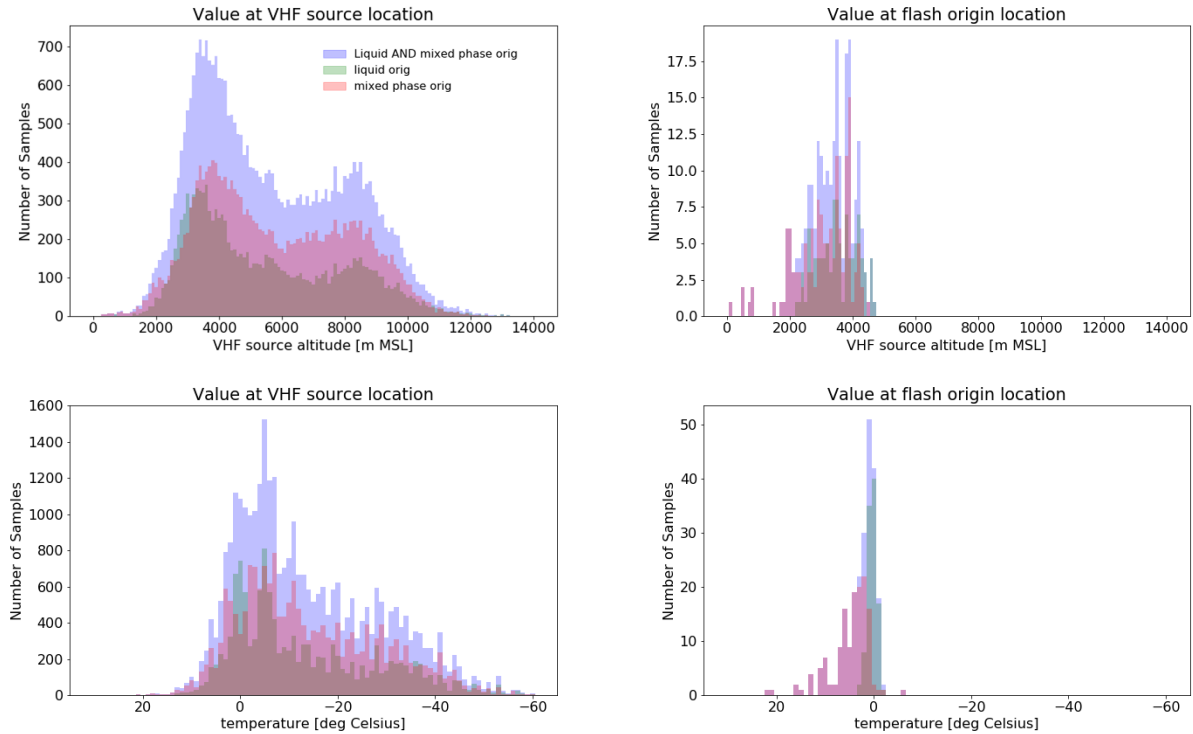 Value at VHF source location
Value at flash origin location
Number of Samples
700
600
500
400
300
200
100
0
Liquid AND mixed phase orig
liquid orig
mixed phase orig
0 2000 4000 6000 8000 10000 12000 14000
VHF source altitude [m MSL]
Number of Samples
17.5
15.0
12.5
10.0
7.5
5.0
2.5
0.0
0 2000 4000 6000 8000 10000 12000 14000
VHF source altitude [m MSL]
Value at VHF source location
Value at flash origin location
Number of Samples
1600
1400
1200
1000
800
600
400
200
0
20 0 −20 −40 −60
temperature [deg Celsius]
Number of Samples
50
40
30
20
10
0
20 0 −20 −40 −60
temperature [deg Celsius]